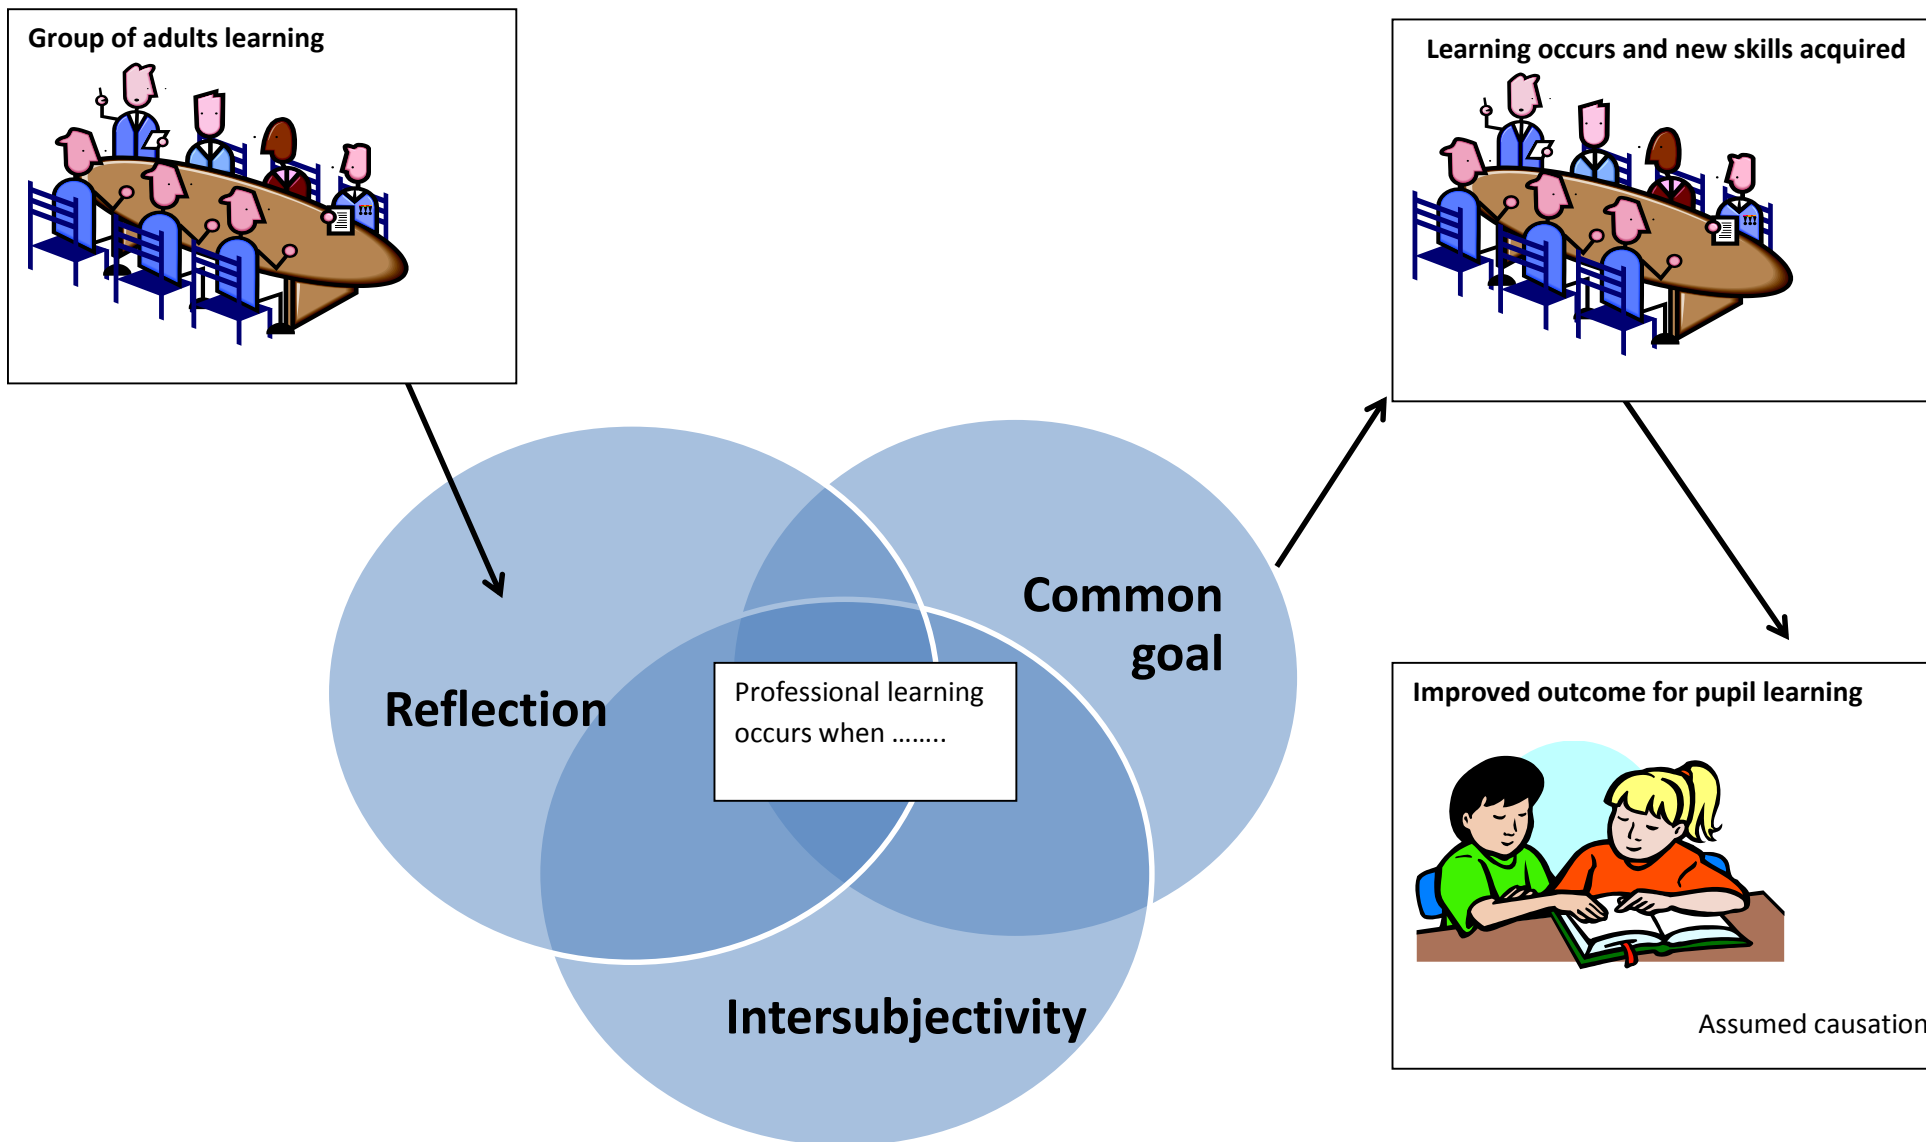 Group of adults learning
Learning occurs and new skills acquired
Common
goal
Reflection
Professional learning
occurs when ……..
Intersubjectivity
Improved outcome for pupil learning
Assumed causation